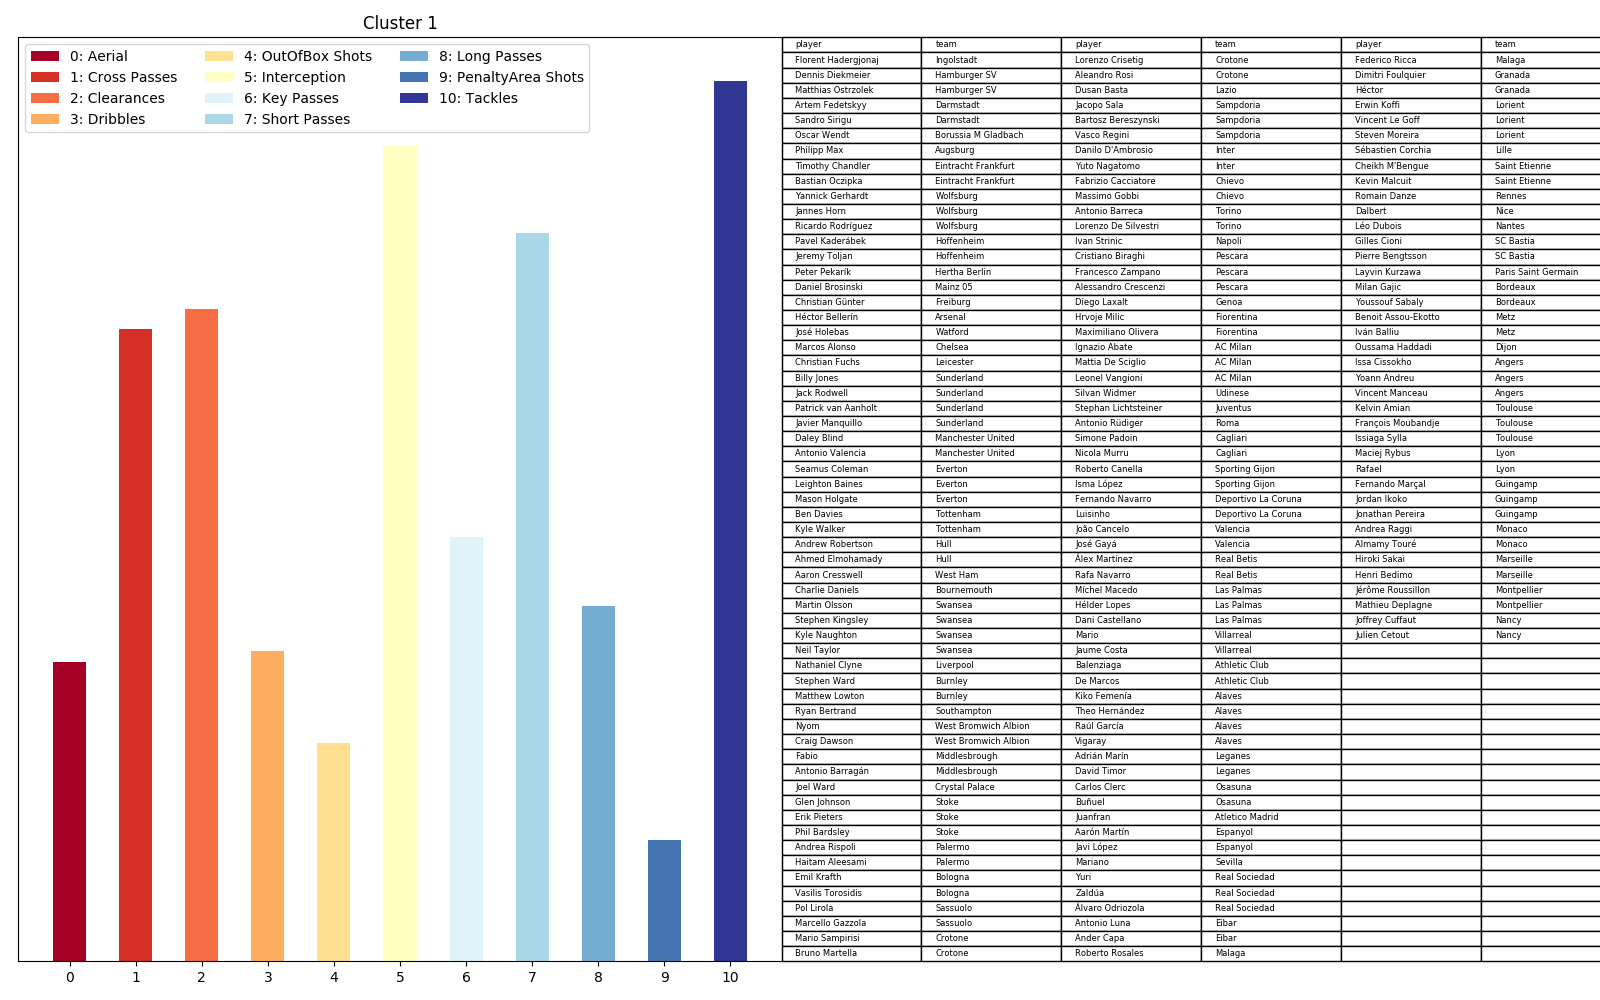 Cluster 1
0: Aerial
1: Cross Passes
2: Clearances
3: Dribbles
4: OutOfBox Shots
5: Interception
6: Key Passes
7: Short Passes
8: Long Passes
9: PenaltyArea Shots
10: Tackles
0 1 2 3 4 5 6 7 8 9 10
player team player team player team
Florent Hadergjonaj Ingolstadt Lorenzo Crisetig Crotone Federico Ricca Malaga
Dennis Diekmeier Hamburger SV Aleandro Rosi Crotone Dimitri Foulquier Granada
Matthias Ostrzolek Hamburger SV Dusan Basta Lazio Héctor Granada
Artem Fedetskyy Darmstadt Jacopo Sala Sampdoria Erwin Koffi Lorient
Sandro Sirigu Darmstadt Bartosz Bereszynski Sampdoria Vincent Le Goff Lorient
Oscar Wendt Borussia M Gladbach Vasco Regini Sampdoria Steven Moreira Lorient
Philipp Max Augsburg Danilo D'Ambrosio Inter Sébastien Corchia Lille
Timothy Chandler Eintracht Frankfurt Yuto Nagatomo Inter Cheikh M'Bengue Saint Etienne
Bastian Oczipka Eintracht Frankfurt Fabrizio Cacciatore Chievo Kevin Malcuit Saint Etienne
Yannick Gerhardt Wolfsburg Massimo Gobbi Chievo Romain Danze Rennes
Jannes Horn Wolfsburg Antonio Barreca Torino Dalbert Nice
Ricardo Rodríguez Wolfsburg Lorenzo De Silvestri Torino Léo Dubois Nantes
Pavel Kaderábek Hoffenheim Ivan Strinic Napoli Gilles Cioni SC Bastia
Jeremy Toljan Hoffenheim Cristiano Biraghi Pescara Pierre Bengtsson SC Bastia
Peter Pekarík Hertha Berlin Francesco Zampano Pescara Layvin Kurzawa Paris Saint Germain
Daniel Brosinski Mainz 05 Alessandro Crescenzi Pescara Milan Gajic Bordeaux
Christian Günter Freiburg Diego Laxalt Genoa Youssouf Sabaly Bordeaux
Héctor Bellerín Arsenal Hrvoje Milic Fiorentina Benoit Assou-Ekotto Metz
José Holebas Watford Maximiliano Olivera Fiorentina Iván Balliu Metz
Marcos Alonso Chelsea Ignazio Abate AC Milan Oussama Haddadi Dijon
Christian Fuchs Leicester Mattia De Sciglio AC Milan Issa Cissokho Angers
Billy Jones Sunderland Leonel Vangioni AC Milan Yoann Andreu Angers
Jack Rodwell Sunderland Silvan Widmer Udinese Vincent Manceau Angers
Patrick van Aanholt Sunderland Stephan Lichtsteiner Juventus Kelvin Amian Toulouse
Javier Manquillo Sunderland Antonio Rüdiger Roma François Moubandje Toulouse
Daley Blind Manchester United Simone Padoin Cagliari Issiaga Sylla Toulouse
Antonio Valencia Manchester United Nicola Murru Cagliari Maciej Rybus Lyon
Seamus Coleman Everton Roberto Canella Sporting Gijon Rafael Lyon
Leighton Baines Everton Isma López Sporting Gijon Fernando Marçal Guingamp
Mason Holgate Everton Fernando Navarro Deportivo La Coruna Jordan Ikoko Guingamp
Ben Davies Tottenham Luisinho Deportivo La Coruna Jonathan Pereira Guingamp
Kyle Walker Tottenham João Cancelo Valencia Andrea Raggi Monaco
Andrew Robertson Hull José Gayá Valencia Almamy Touré Monaco
Ahmed Elmohamady Hull Álex Martínez Real Betis Hiroki Sakai Marseille
Aaron Cresswell West Ham Rafa Navarro Real Betis Henri Bedimo Marseille
Charlie Daniels Bournemouth Michel Macedo Las Palmas Jérôme Roussillon Montpellier
Martin Olsson Swansea Hélder Lopes Las Palmas Mathieu Deplagne Montpellier
Stephen Kingsley Swansea Dani Castellano Las Palmas Joffrey Cuffaut Nancy
Kyle Naughton Swansea Mario Villarreal Julien Cetout Nancy
Neil Taylor Swansea Jaume Costa Villarreal
Nathaniel Clyne Liverpool Balenziaga Athletic Club
Stephen Ward Burnley De Marcos Athletic Club
Matthew Lowton Burnley Kiko Femenía Alaves
Ryan Bertrand Southampton Theo Hernández Alaves
Nyom West Bromwich Albion Raúl García Alaves
Craig Dawson West Bromwich Albion Vigaray Alaves
Fabio Middlesbrough Adrián Marín Leganes
Antonio Barragán Middlesbrough David Timor Leganes
Joel Ward Crystal Palace Carlos Clerc Osasuna
Glen Johnson Stoke Buñuel Osasuna
Erik Pieters Stoke Juanfran Atletico Madrid
Phil Bardsley Stoke Aarón Martín Espanyol
Andrea Rispoli Palermo Javi López Espanyol
Haitam Aleesami Palermo Mariano Sevilla
Emil Krafth Bologna Yuri Real Sociedad
Vasilis Torosidis Bologna Zaldúa Real Sociedad
Pol Lirola Sassuolo Álvaro Odriozola Real Sociedad
Marcello Gazzola Sassuolo Antonio Luna Eibar
Mario Sampirisi Crotone Ander Capa Eibar
Bruno Martella Crotone Roberto Rosales Malaga